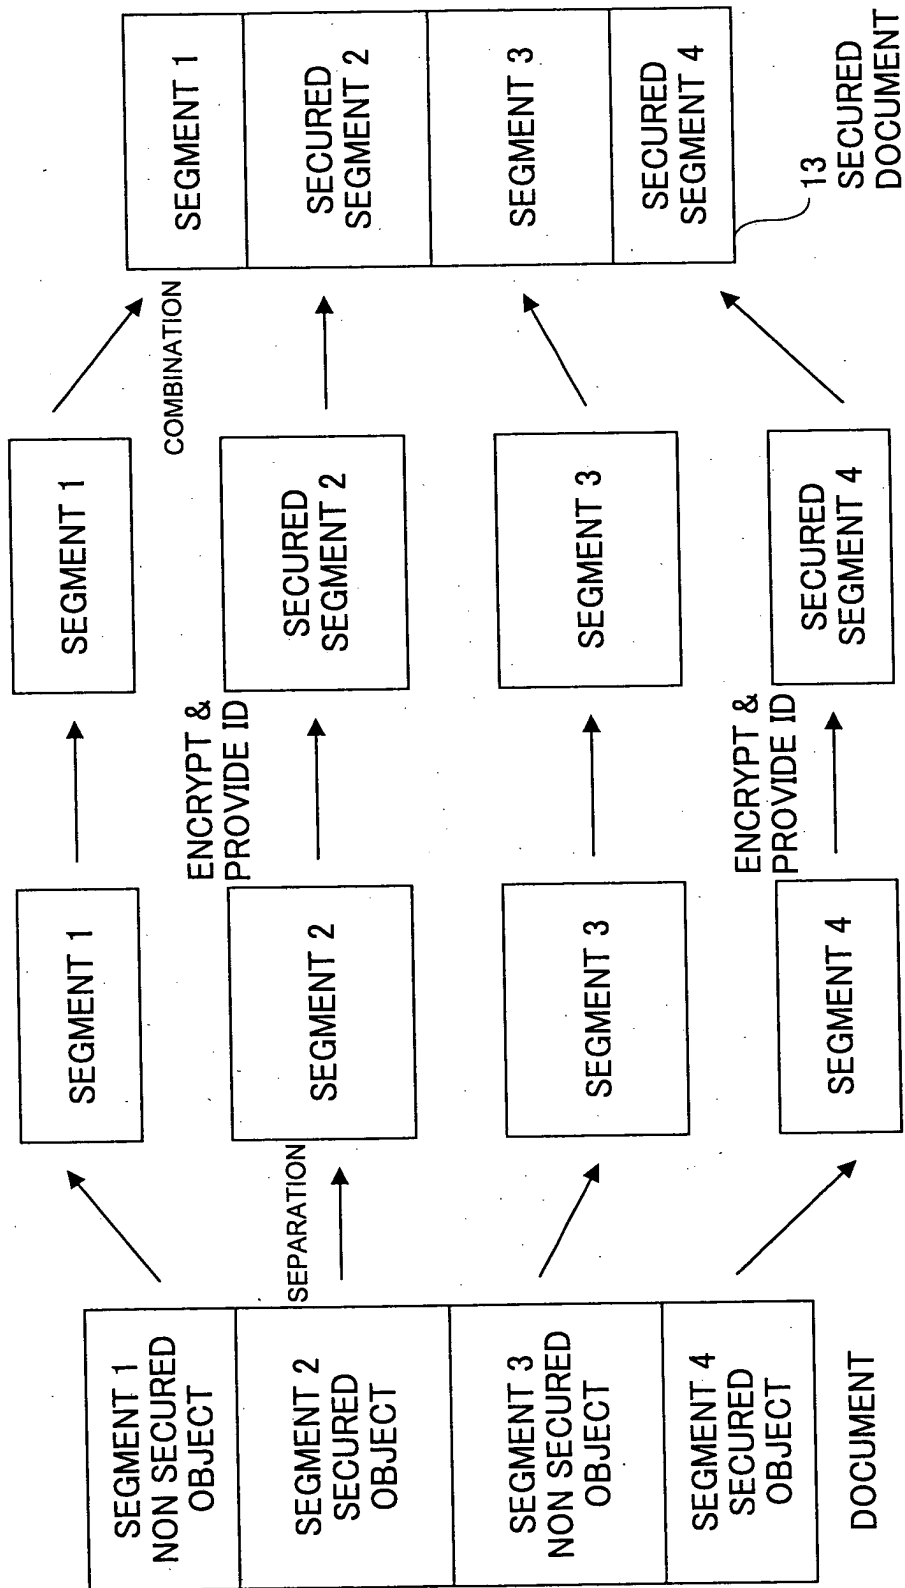 SEGMENT 1
NON SECURED
OBJECT
SEGMENT 2
SECURED
OBJECT
SEGMENT 3
NON SECURED
OBJECT
SEGMENT 4
SECURED
OBJECT
DOCUMENT
SEPARATION
SEGMENT 1
SEGMENT 2
SEGMENT 3
SEGMENT 4
ENCRYPT &
PROVIDE ID
ENCRYPT &
PROVIDE ID
SEGMENT 1
SECURED
SEGMENT 2
SEGMENT 3
SECURED
SEGMENT 4
COMBINATION
SEGMENT 1
SECURED
SEGMENT 2
SEGMENT 3
SECURED
SEGMENT 4
13
SECURED
DOCUMENT